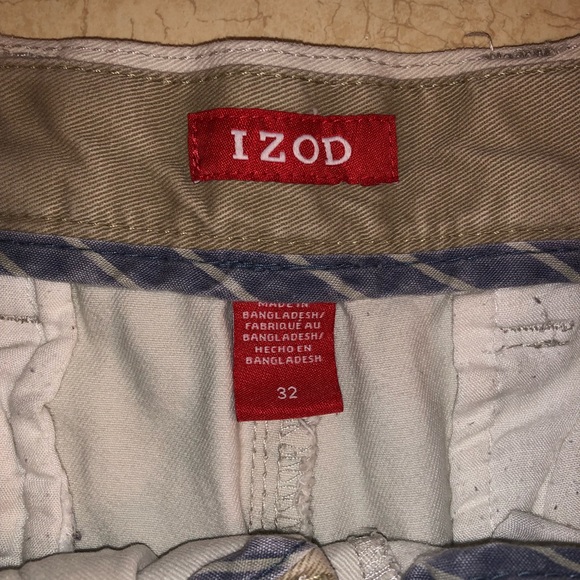 IZOD
MADE IN
BANGLADESH/
FABRIQUE AU
BANGLADESH/
HECHO EN
BANGLADESH
32